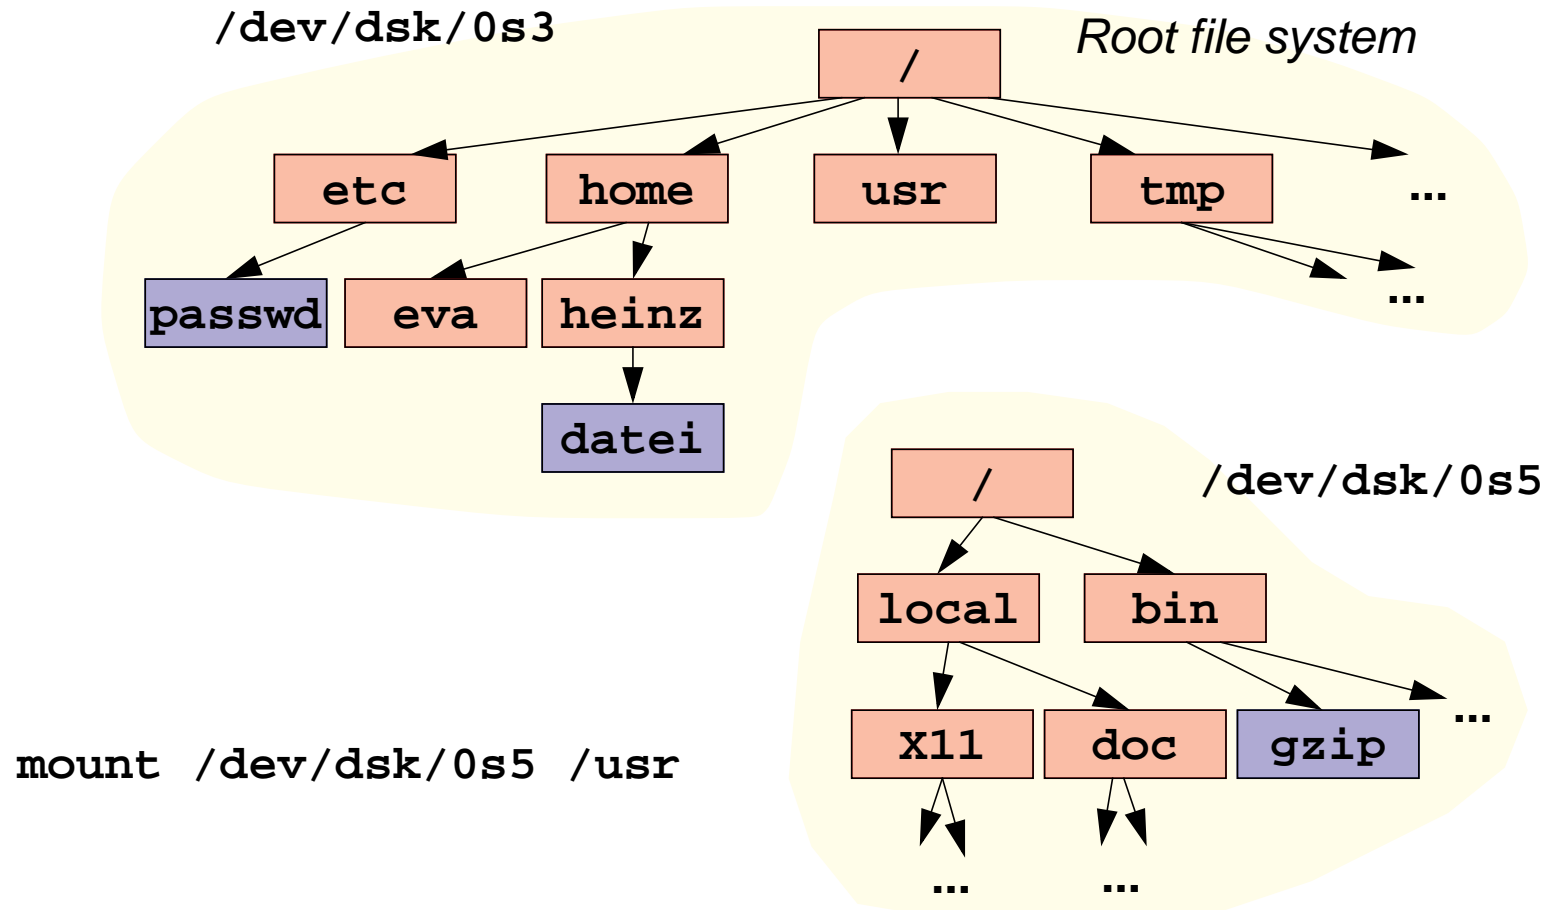 /dev/dsk/0s3
Root file system
/
etc
home
usr
tmp
...
passwd
eva
heinz
...
datei
/
/dev/dsk/0s5
local
bin
X11
doc
gzip
...
mount /dev/dsk/0s5 /usr
...
...